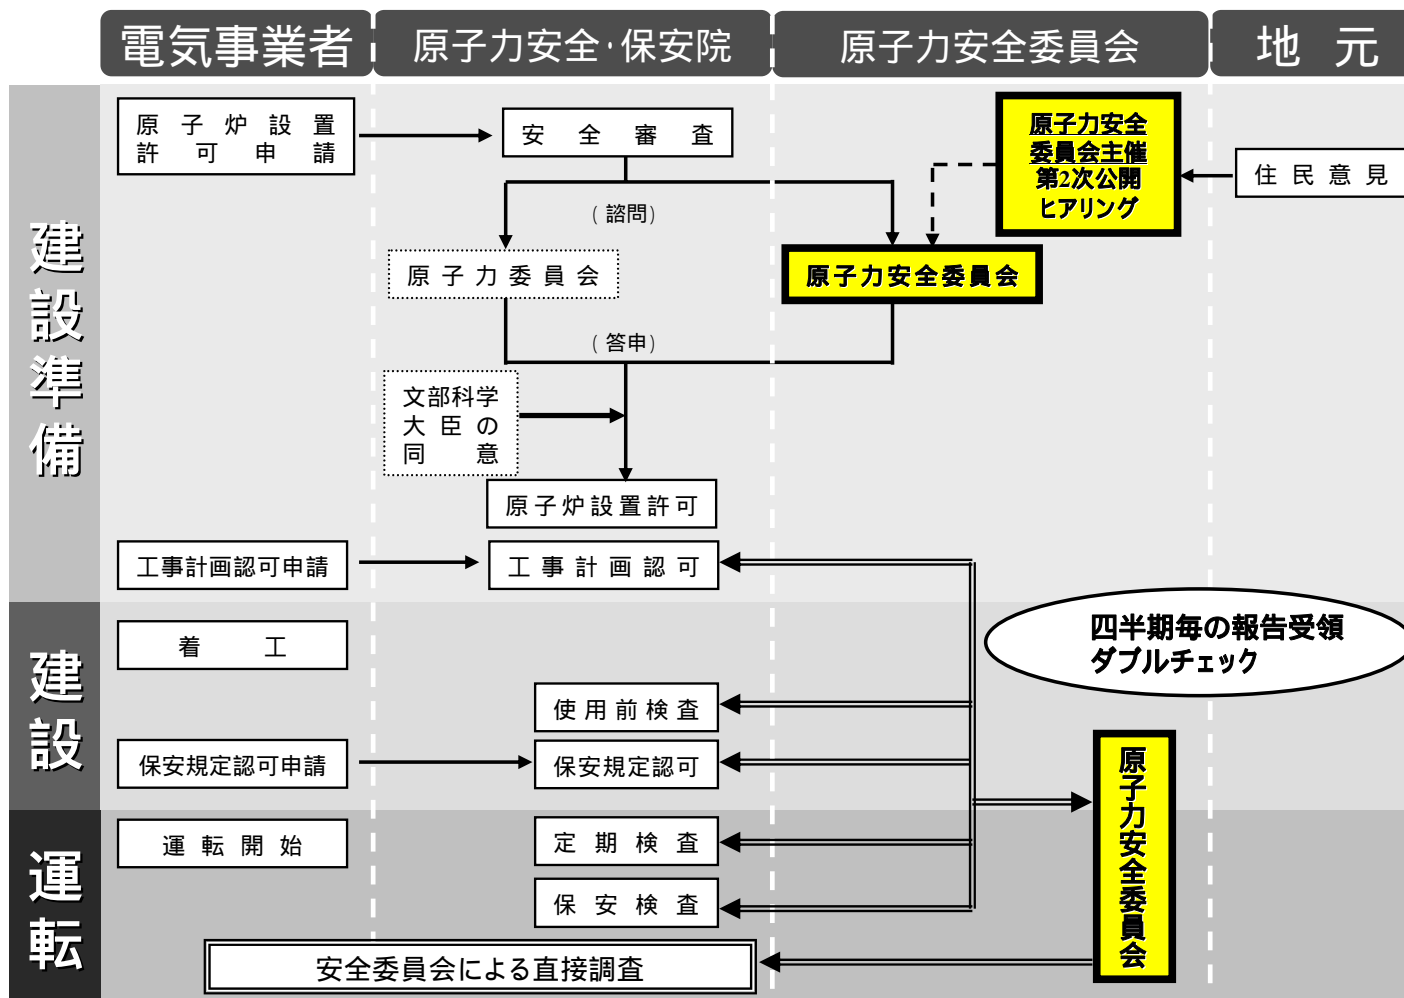 電気事業者
原子力安全・保安院
原子力安全委員会
地 元
建設準備
原子炉設置
許可申請
安全審査
原子力安全
委員会主催
第2次公開
ヒアリング
住民意見
(諮問)
原子力委員会
原子力安全委員会
(答申)
文部科学
大臣の
同意
原子炉設置許可
工事計画認可申請
工事計画認可
建設
着工
四半期毎の報告受領
ダブルチェック
使用前検査
保安規定認可申請
保安規定認可
原子力安全委員会
運転
運転開始
定期検査
保安検査
安全委員会による直接調査